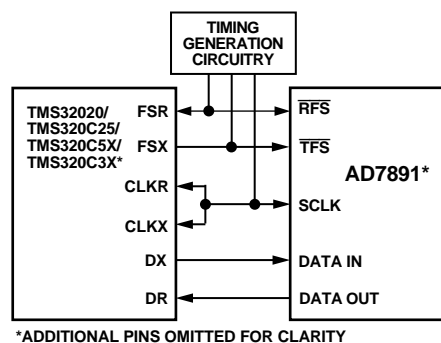 TIMING
GENERATION
CIRCUITRY
TMS32020/
TMS320C25/
TMS320C5X/
TMS320C3X*
FSR
FSX
CLKR
CLKX
DX
DR
RFS
TFS
AD7891*
SCLK
DATA IN
DATA OUT
*ADDITIONAL PINS OMITTED FOR CLARITY